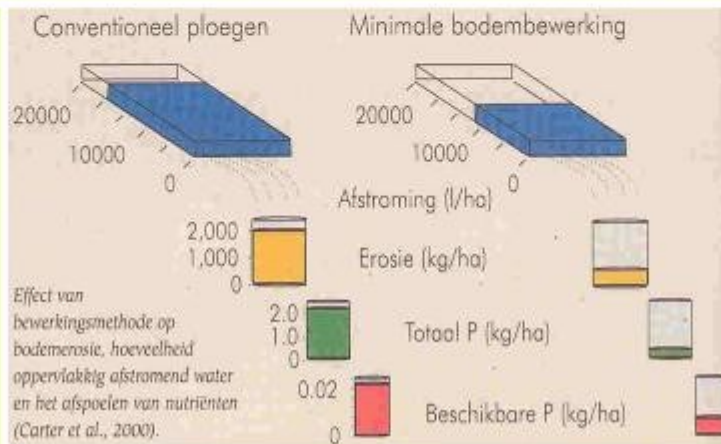 Conventioneel ploegen
Minimale bodembewerking
20000
10000
0
20000
10000
0
Afstroming (l/ha)
2,000
1,000
0
Erosie (kg/ha)
2.0
1.0
0
Totaal P (kg/ha)
0.02
0
Beschikbare P (kg/ha)
Effect van
bewerkingsmethode op
bodemerosie, hoeveelheid
oppervlakkig afstromend water
en het afspoelen van nutriënten
(Carter et al., 2000).